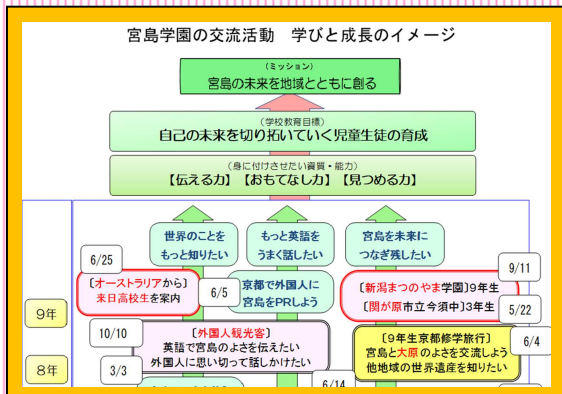 宮島学園の交流活動　学びと成長のイメージ
(ミッション)
宮島の未来を地域とともに創る
(学校教育目標)
自己の未来を切り拓いていく児童生徒の育成
(身に付けさせたい資質・能力)
【伝える力】【おもてなし力】【見つめる力】
世界のことを
もっと知りたい
もっと英語を
うまく話したい
宮島を未来に
つなぎ残したい
6/25
［オーストラリアから］
来日高校生を案内
6/5
京都で外国人に
宮島をPRしよう
9/11
［新潟まつのやま学園］9年生
［関が原市立今須中］3年生
5/22
9年
10/10
［外国人観光客］
英語で宮島のよさを伝えたい
外国人に思い切って話しかけたい
3/3
6/4
［9年生京都修学旅行］
宮島と大原のよさを交流しよう
他地域の世界遺産を知りたい
8年
6/14